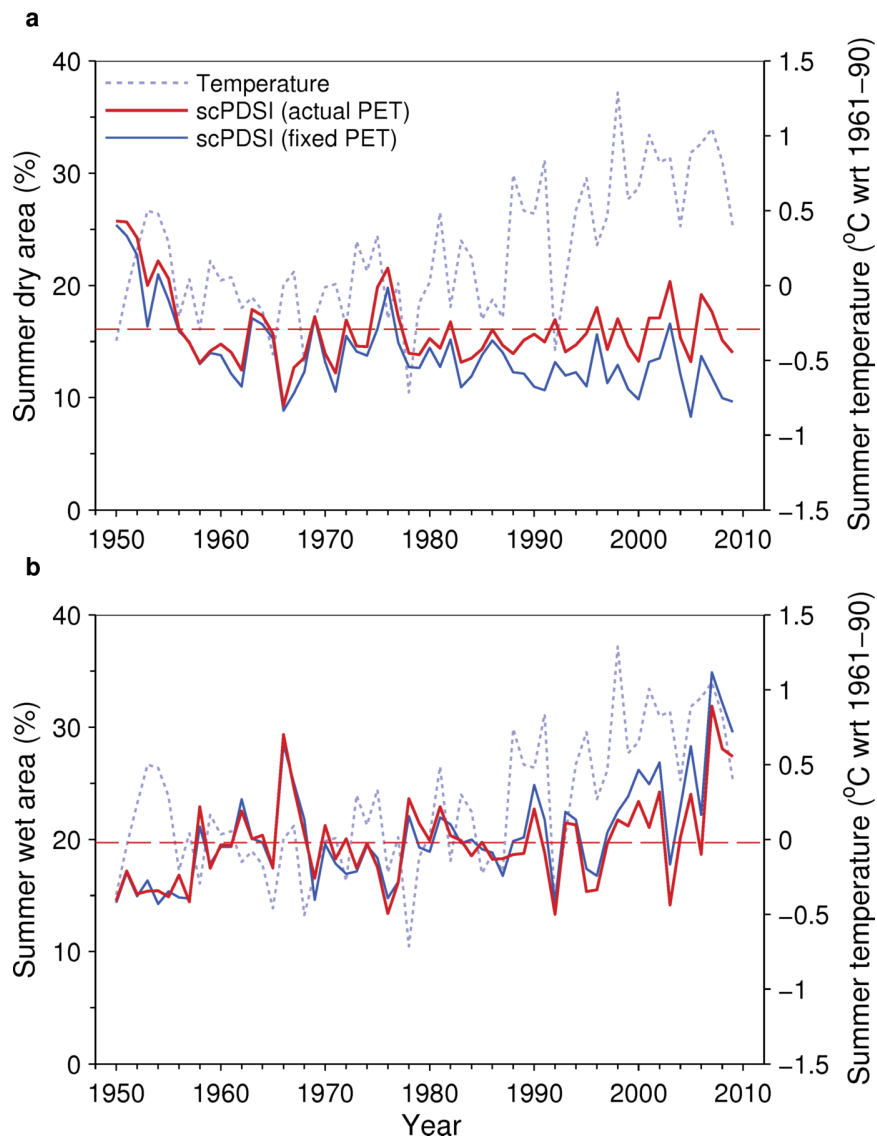 a
40
30
20
10
0
Summer dry area (%)
Temperature
scPDSI (actual PET)
scPDSI (fixed PET)
1.5
1
0.5
0
−0.5
−1
−1.5
Summer temperature (⁰C wrt 1961−90)
1950 1960 1970 1980 1990 2000 2010
b
40
30
20
10
0
Summer wet area (%)
1.5
1
0.5
0
−0.5
−1
−1.5
Summer temperature (⁰C wrt 1961−90)
1950 1960 1970 1980 1990 2000 2010
Year